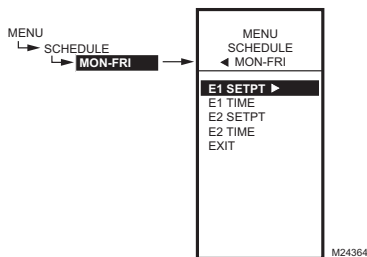 MENU
SCHEDULE
MON-FRI
MENU
SCHEDULE
◄ MON-FRI
E1 SETPT ►
E1 TIME
E2 SETPT
E2 TIME
EXIT
M24364